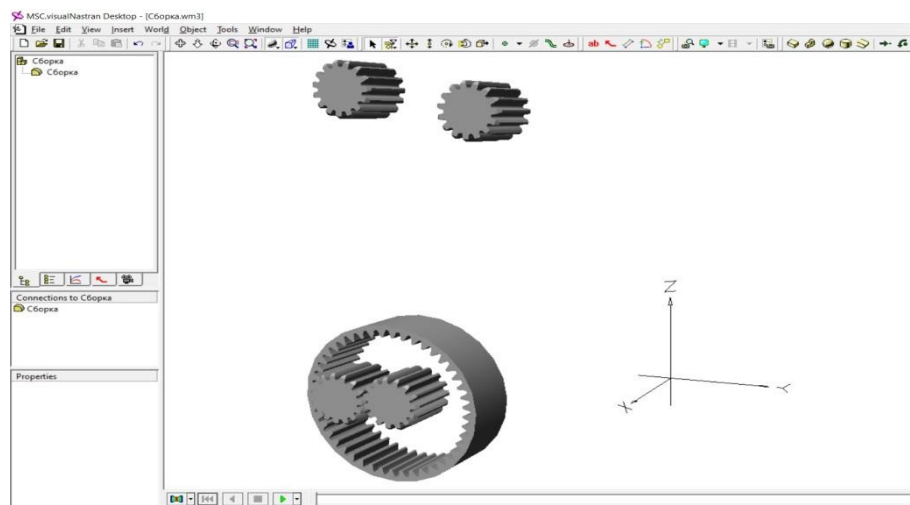 MSC.visualNastran Desktop - [Сборка.wm3]
File Edit View Insert World Object Tools Window Help
ab
Сборка
Сборка
Connections to Сборка
Сборка
Properties
Z
Y
X